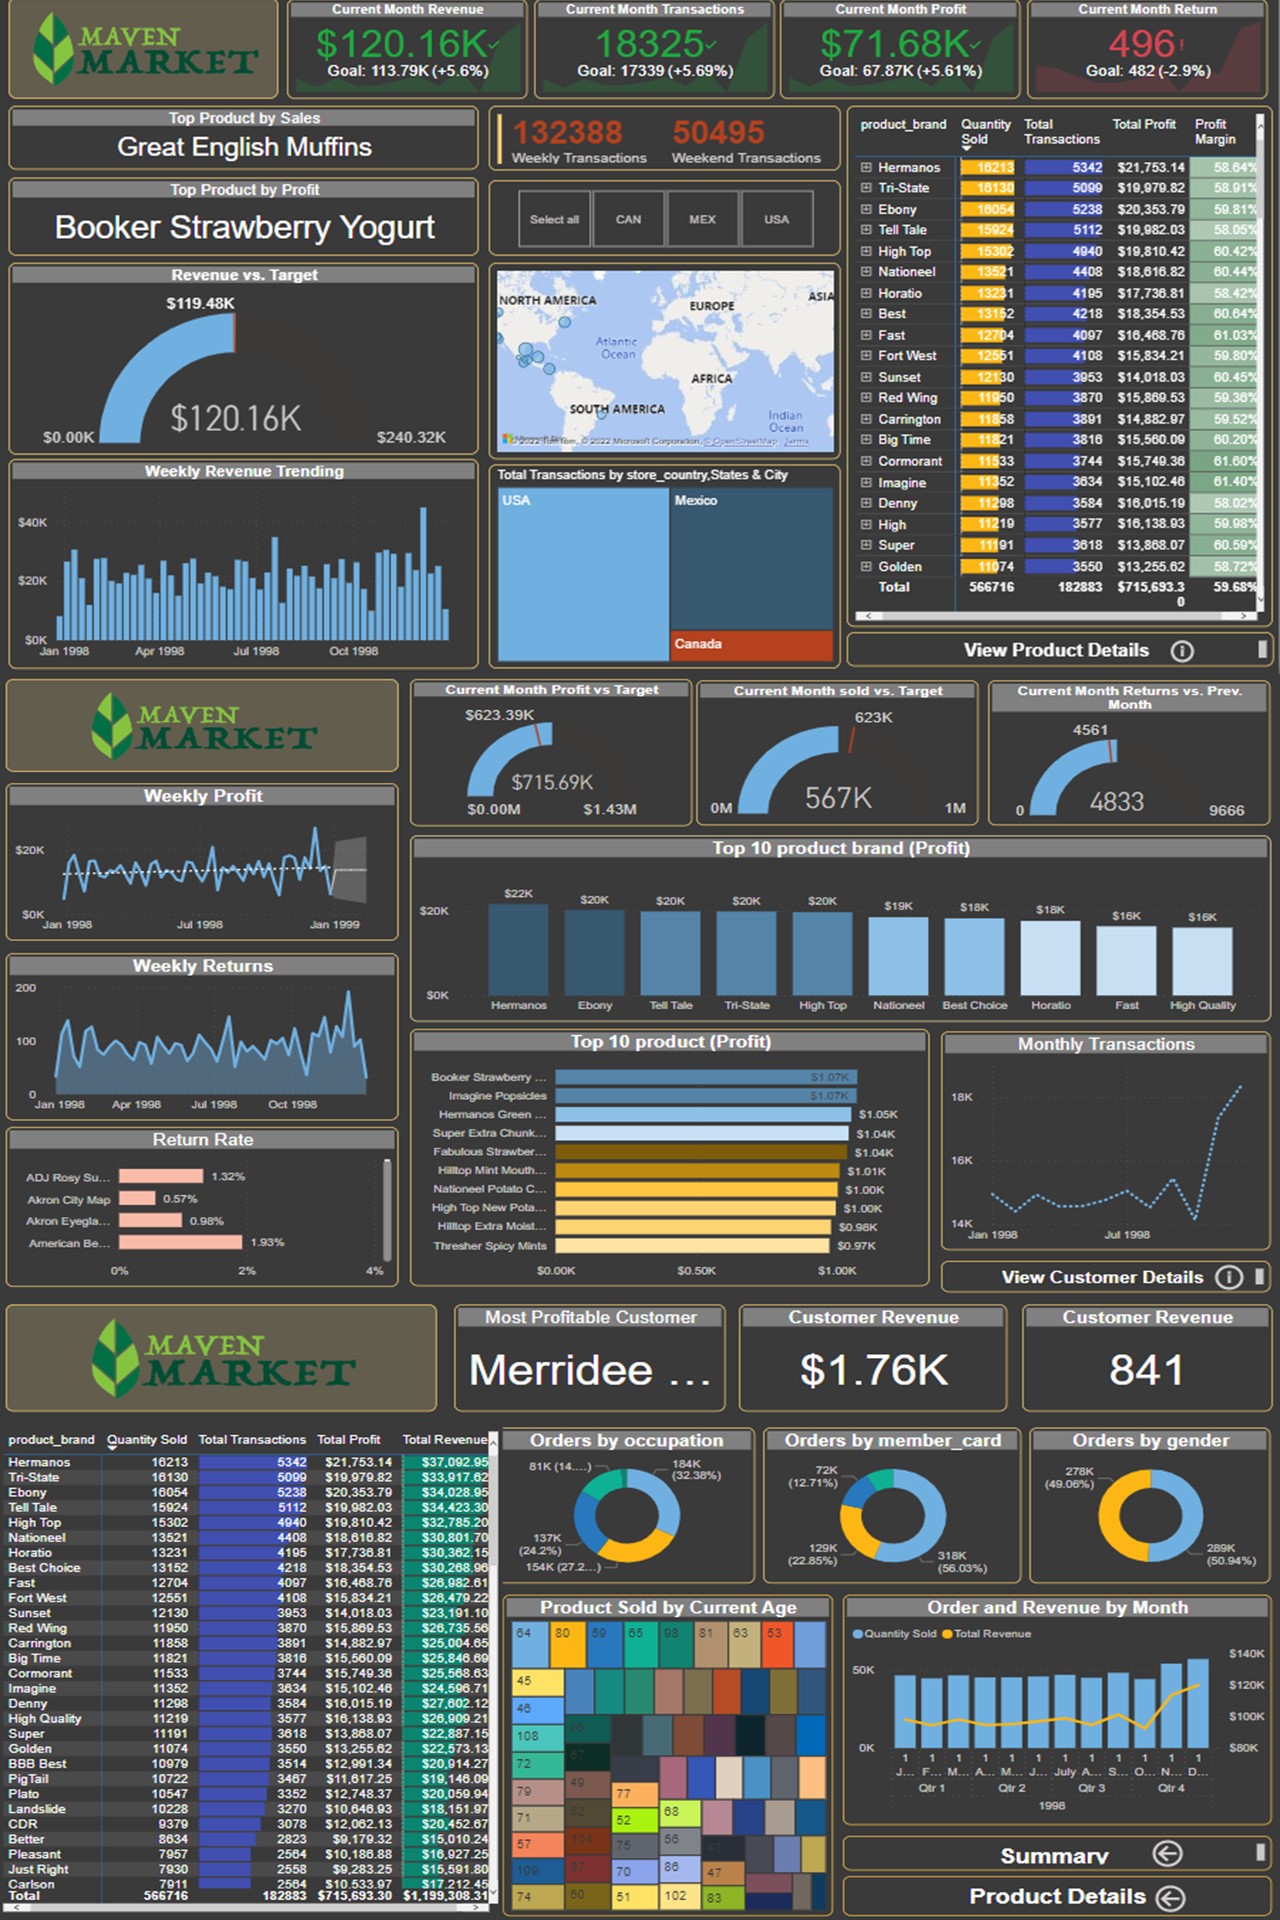 MAVEN
MARKET
Current Month Revenue
$120.16K
Goal: 113.79K (+5.6%)
Current Month Transactions
18325
Goal: 17339 (+5.69%)
Current Month Profit
$71.68K
Goal: 67.87K (+5.61%)
Current Month Return
496!
Goal: 482 (-2.9%)
Top Product by Sales
Great English Muffins
Top Product by Profit
Booker Strawberry Yogurt
132388 50495
Weekly Transactions Weekend Transactions
Select all CAN MEX USA
Revenue vs. Target
$119.48K
$120.16K
$0.00K $240.32K
NORTH AMERICA EUROPE ASIA
Atlantic
Ocean
AFRICA
SOUTH AMERICA
Indian
Ocean
© 2022 TomTom, © 2022 Microsoft Corporation, © OpenStreetMap Terms
Weekly Revenue Trending
$40K
$20K
$0K
Jan 1998 Apr 1998 Jul 1998 Oct 1998
Total Transactions by store_country,States & City
USA Mexico
Canada
product_brand Quantity Sold Total Transactions Total Profit Profit Margin
Hermanos 16213 5342 $21,753.14 58.64%
Tri-State 16130 5099 $19,979.82 58.91%
Ebony 16054 5238 $20,353.79 59.81%
Tell Tale 15924 5112 $19,982.03 58.05%
High Top 15302 4940 $19,810.42 60.42%
Nationeel 13521 4408 $18,616.82 60.44%
Horatio 13231 4195 $17,736.81 58.42%
Best 13152 4218 $18,354.53 60.64%
Fast 12704 4097 $16,468.76 61.03%
Fort West 12551 4108 $15,834.21 59.80%
Sunset 12130 3953 $14,018.03 60.45%
Red Wing 11950 3870 $15,869.53 59.36%
Carrington 11858 3891 $14,882.97 59.52%
Big Time 11821 3816 $15,560.09 60.20%
Cormorant 11533 3744 $15,749.36 61.60%
Imagine 11352 3634 $15,102.46 61.40%
Denny 11298 3584 $16,015.19 58.02%
High 11219 3577 $16,138.93 59.98%
Super 11191 3618 $13,868.07 60.59%
Golden 11074 3550 $13,255.62 58.72%
Total 566716 182883 $715,693.3 59.68%
0
View Product Details
MAVEN
MARKET
Current Month Profit vs Target
$623.39K
$715.69K
$0.00M $1.43M
Current Month sold vs. Target
623K
567K
0M 1M
Current Month Returns vs. Prev.
Month
4561
4833
0 9666
Weekly Profit
$20K
$0K
Jan 1998 Jul 1998 Jan 1999
Top 10 product brand (Profit)
$22K $20K $20K $20K $20K $19K $18K $18K $16K $16K
$20K
$0K
Hermanos Ebony Tell Tale Tri-State High Top Nationeel Best Choice Horatio Fast High Quality
Weekly Returns
200
100
0
Jan 1998 Apr 1998 Jul 1998 Oct 1998
Top 10 product (Profit)
Booker Strawberry ... $1.07K
Imagine Popsicles $1.07K
Hermanos Green ... $1.05K
Super Extra Chunk... $1.04K
Fabulous Strawber... $1.04K
Hilltop Mint Mouth... $1.01K
Nationeel Potato C... $1.00K
High Top New Pota... $1.00K
Hilltop Extra Moist... $0.98K
Thresher Spicy Mints $0.97K
$0.00K $0.50K $1.00K
Monthly Transactions
18K
16K
14K
Jan 1998 Jul 1998
Return Rate
ADJ Rosy Su... 1.32%
Akron City Map 0.57%
Akron Eyegla... 0.98%
American Be... 1.93%
0% 2% 4%
View Customer Details
MAVEN
MARKET
Most Profitable Customer
Merridee ...
Customer Revenue
$1.76K
Customer Revenue
841
product_brand Quantity Sold Total Transactions Total Profit Total Revenue
Hermanos 16213 5342 $21,753.14 $37,092.95
Tri-State 16130 5099 $19,979.82 $33,917.62
Ebony 16054 5238 $20,353.79 $34,028.95
Tell Tale 15924 5112 $19,982.03 $34,423.30
High Top 15302 4940 $19,810.42 $32,785.20
Nationeel 13521 4408 $18,616.82 $30,801.70
Horatio 13231 4195 $17,736.81 $30,362.15
Best Choice 13152 4218 $18,354.53 $30,268.96
Fast 12704 4097 $16,468.76 $26,982.61
Fort West 12551 4108 $15,834.21 $26,479.22
Sunset 12130 3953 $14,018.03 $23,191.10
Red Wing 11950 3870 $15,869.53 $26,735.56
Carrington 11858 3891 $14,882.97 $25,004.65
Big Time 11821 3816 $15,560.09 $25,846.69
Cormorant 11533 3744 $15,749.36 $25,568.63
Imagine 11352 3634 $15,102.46 $24,596.71
Denny 11298 3584 $16,015.19 $27,602.12
High Quality 11219 3577 $16,138.93 $26,909.21
Super 11191 3618 $13,868.07 $22,887.15
Golden 11074 3550 $13,255.62 $22,573.13
BBB Best 10979 3514 $12,991.34 $20,914.27
PigTail 10722 3467 $11,617.25 $19,146.09
Plato 10547 3352 $12,748.37 $20,059.94
Landslide 10228 3270 $10,646.93 $18,151.97
CDR 9379 3078 $12,062.13 $20,452.67
Better 8634 2823 $9,179.32 $15,010.24
Pleasant 7957 2564 $10,186.88 $16,927.25
Just Right 7930 2558 $9,283.25 $15,591.80
Carlson 7911 2564 $10,533.97 $17,212.45
Total 566716 182883 $715,693.30 $1,199,308.31
Orders by occupation
81K (14....) 184K
(32.38%)
137K
(24.2%)
154K (27.2...)
Orders by member_card
72K
(12.71%)
129K
(22.85%)
318K
(56.03%)
Orders by gender
278K
(49.06%)
289K
(50.94%)
Product Sold by Current Age
64 80 59 65 98 81 63 53
45
46
108
72
79 49 77
71 62 52 68
57 104 75 56
109 87 70 86 47
74 60 51 102 83
Order and Revenue by Month
Quantity Sold Total Revenue
$140K
50K $120K
$100K
0K $80K
1 1 1 1 1 1 1 1 1 1 1 1
J... F... M... A... M... J... July A... S... O... N... D...
Qtr 1 Qtr 2 Qtr 3 Qtr 4
1998
Summary
Product Details